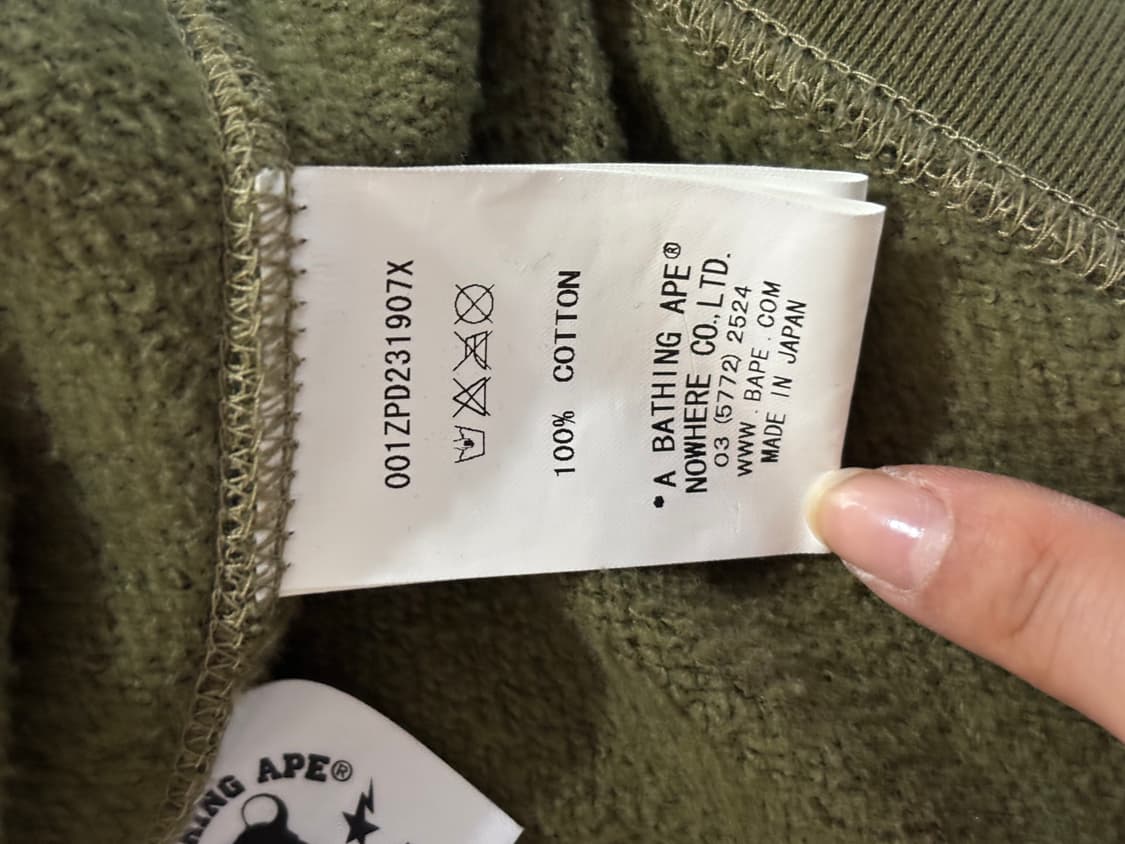 001ZPD231907X
100% COTTON
A BATHING APE®
NOWHERE CO.,LTD.
03 (5772) 2524
WWW.BAPE.COM
MADE IN JAPAN
APE®